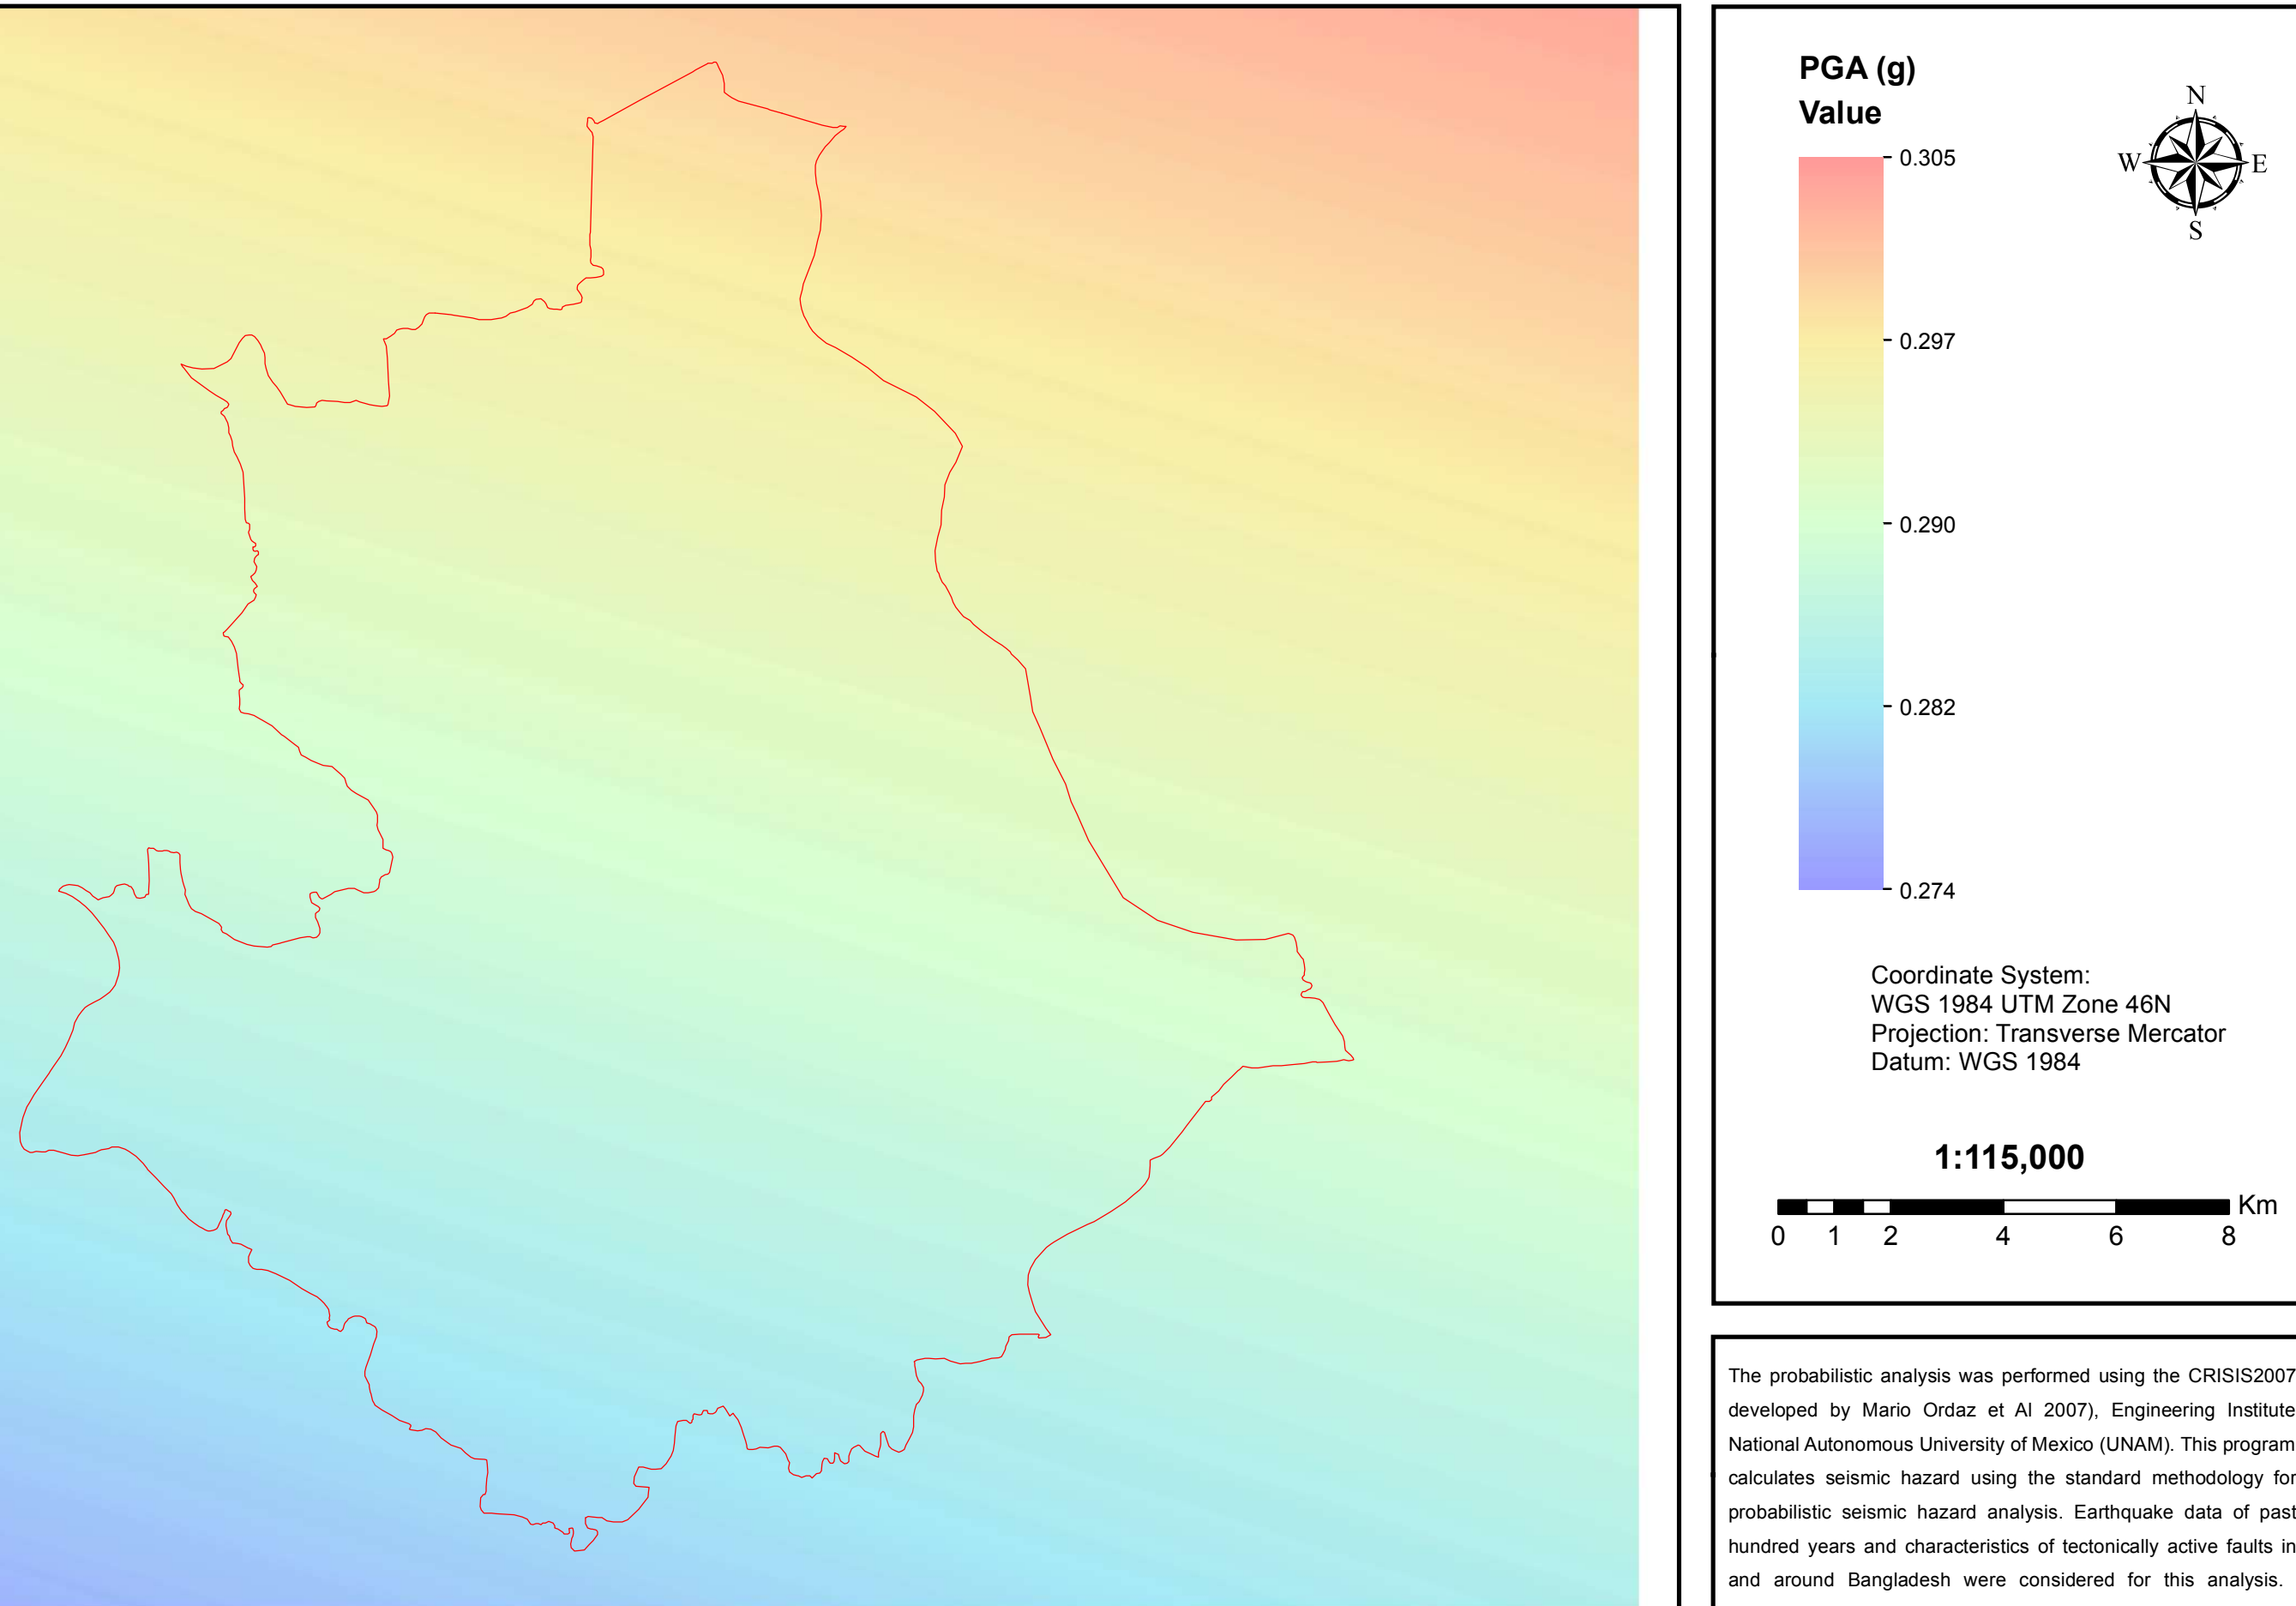 PGA (g)
Value
0.305
0.297
0.290
0.282
0.274
N
W
E
S
Coordinate System:
WGS 1984 UTM Zone 46N
Projection: Transverse Mercator
Datum: WGS 1984
1:115,000
Km
0 1 2 4 6 8
The probabilistic analysis was performed using the CRISIS2007
developed by Mario Ordaz et Al 2007), Engineering Institute
National Autonomous University of Mexico (UNAM). This program
calculates seismic hazard using the standard methodology for
probabilistic seismic hazard analysis. Earthquake data of past
hundred years and characteristics of tectonically active faults in
and around Bangladesh were considered for this analysis.